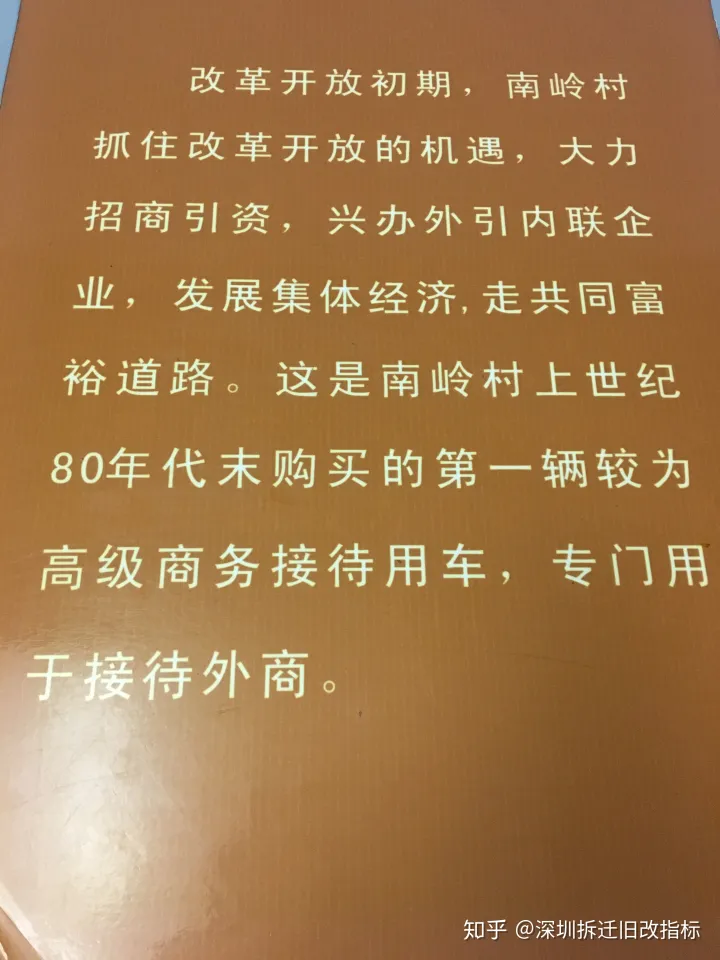 改革开放初期，南岭村
抓住改革开放的机遇，大力
招商引资，兴办外引内联企
业，发展集体经济,走共同富
裕道路。这是南岭村上世纪
80年代末购买的第一辆较为
高级商务接待用车，专门用
于接待外商。
知乎 @深圳拆迁旧改指标